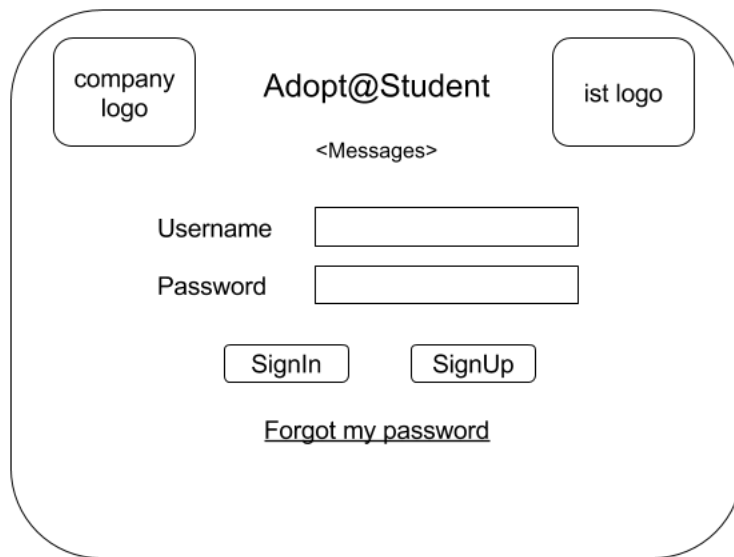 company
logo
Adopt@Student
ist logo
<Messages>
Username
Password
SignIn
SignUp
Forgot my password